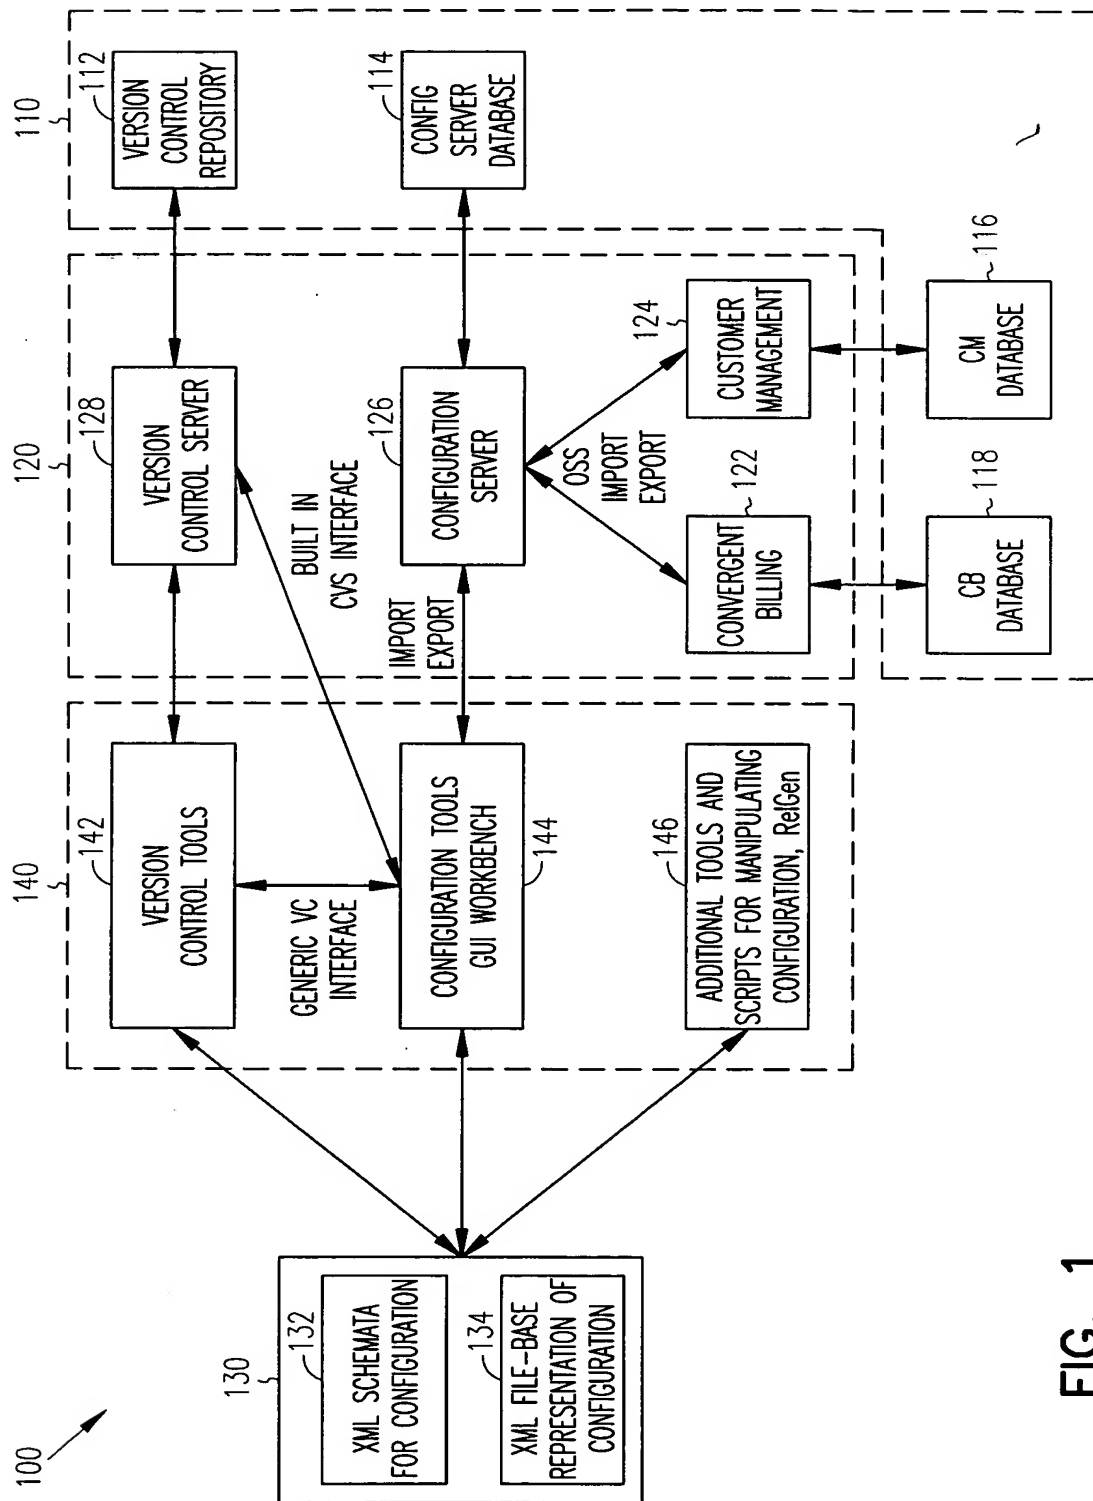 100
130
132
XML SCHEMATA
FOR CONFIGURATION
134
XML FILE-BASE
REPRESENTATION OF
CONFIGURATION
140
142
VERSION
CONTROL TOOLS
GENERIC VC
INTERFACE
CONFIGURATION TOOLS
GUI WORKBENCH
144
146
ADDITIONAL TOOLS AND
SCRIPTS FOR MANIPULATING
CONFIGURATION, RelGen
120
128
VERSION
CONTROL SERVER
BUILT IN
CVS INTERFACE
IMPORT
EXPORT
126
CONFIGURATION
SERVER
OSS
IMPORT
EXPORT
122
CONVERGENT
BILLING
124
CUSTOMER
MANAGEMENT
110
112
VERSION
CONTROL
REPOSITORY
114
CONFIG
SERVER
DATABASE
118
CB
DATABASE
116
CM
DATABASE
FIG. 1